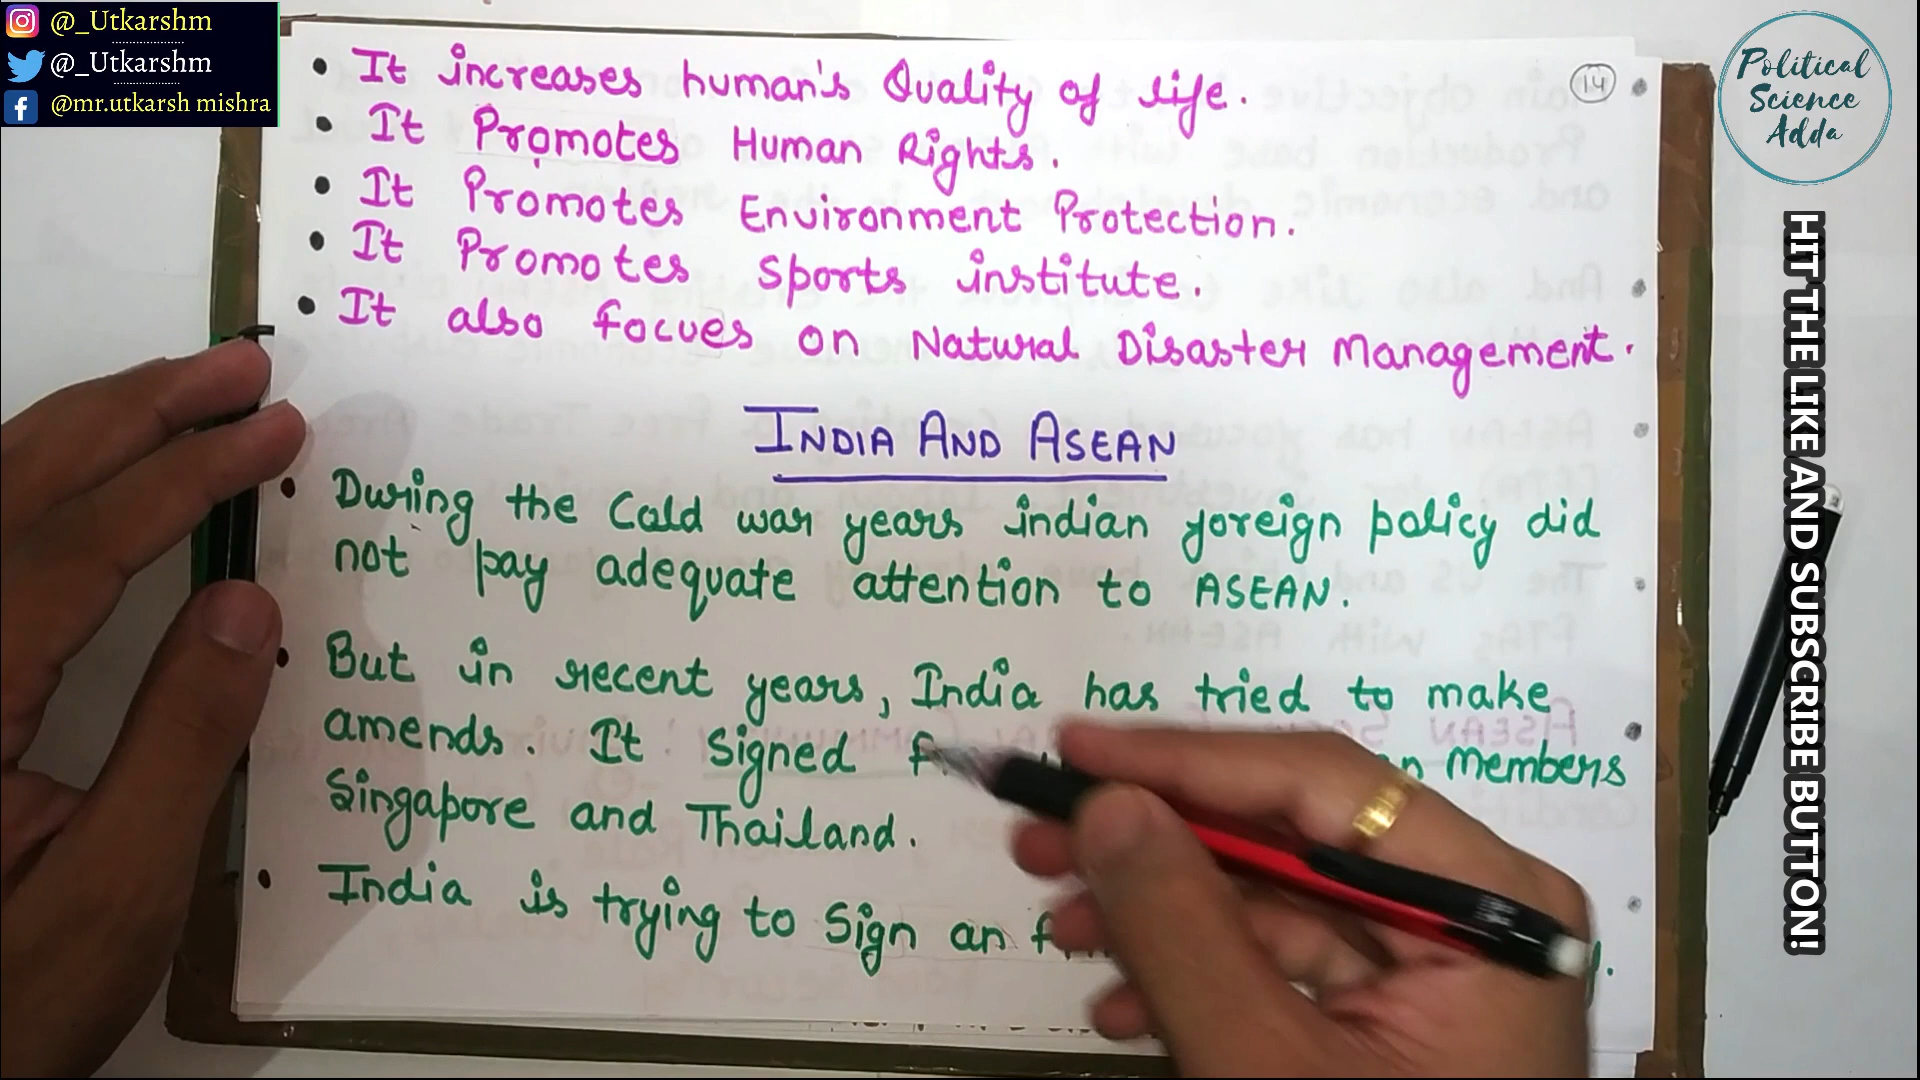 @_Utkarshm
@_Utkarshm
@mr.utkarsh mishra
Political
Science
Adda
HIT THE LIKE AND SUBSCRIBE BUTTON!
14
• It increases human's Quality of life.
• It Promotes Human Rights.
• It Promotes Environment Protection.
• It Promotes Sports institute.
• It also focues on Natural Disaster Management.
INDIA AND ASEAN
• During the Cold war years indian foreign policy did
not pay adequate attention to ASEAN.
• But in recent years, India has tried to make
amends. It Signed Members
Singapore and Thailand.
• India is trying to Sign an